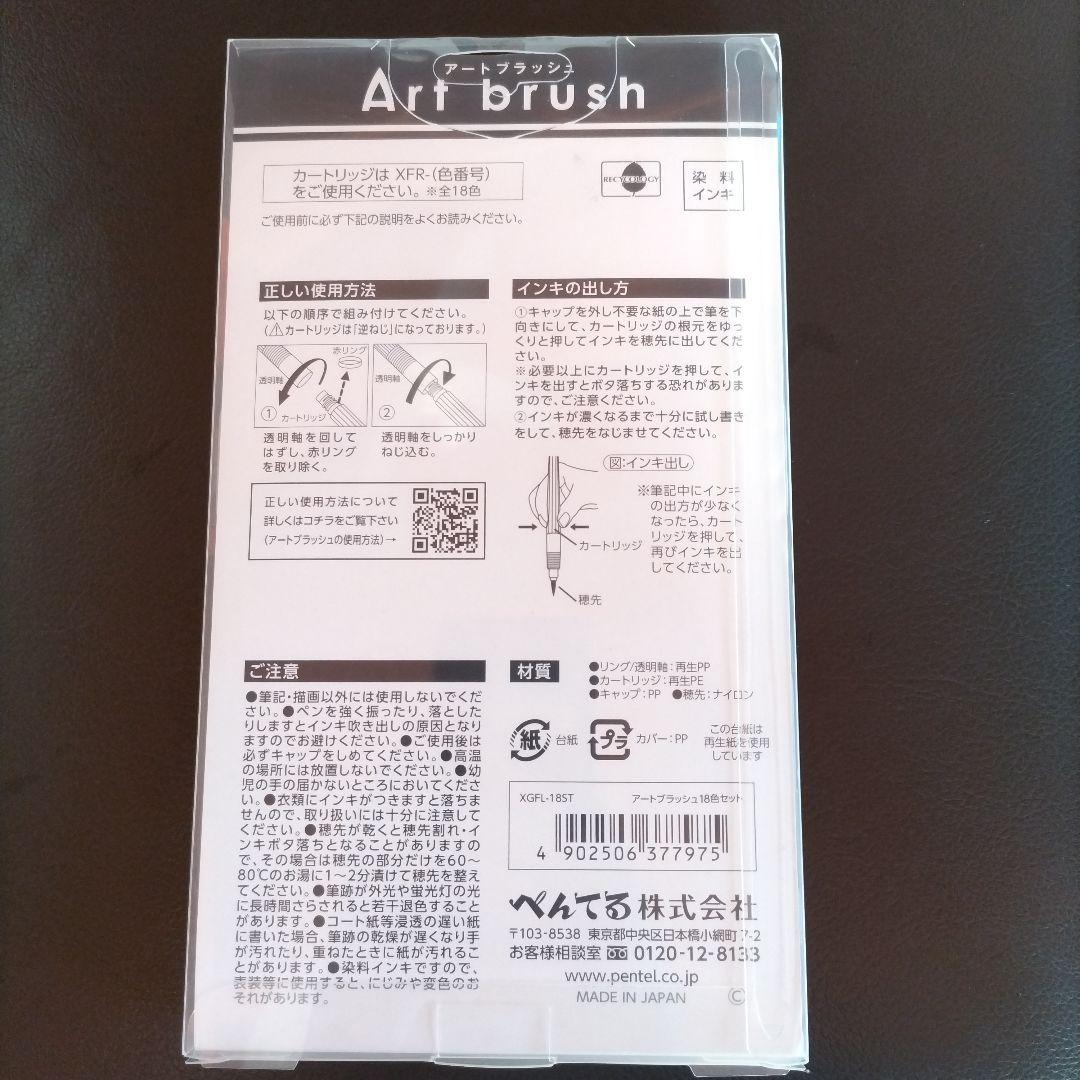 アートブラッシュ
Art brush
カートリッジは XFR-(色番号)
をご使用ください。※全18色
RECYCOLOGY
染料
インキ
ご使用前に必ず下記の説明をよくお読みください。
正しい使用方法
以下の順序で組み付けてください。
(⚠カートリッジは「逆ねじ」になっております。)
赤リング
透明軸
① カートリッジ
透明軸
②
透明軸を回して
はずし、赤リング
を取り除く。
透明軸をしっかり
ねじ込む。
正しい使用方法について
詳しくはコチラをご覧下さい
(アートブラッシュの使用方法)→
インキの出し方
①キャップを外し不要な紙の上で筆を下
向きにして、カートリッジの根元をゆっ
くりと押してインキを穂先に出してくだ
さい。
※必要以上にカートリッジを押して、イ
ンキを出すとボタ落ちする恐れがありま
すので、ご注意ください。
②インキが濃くなるまで十分に試し書き
をして、穂先をなじませてください。
図:インキ出し
※筆記中にインキ
の出方が少なく
なったら、カート
リッジを押して、
再びインキを出
してください。
カートリッジ
穂先
ご注意
●筆記・描画以外には使用しないでくだ
さい。●ペンを強く振ったり、落とした
りしますとインキ吹き出しの原因となり
ますのでお避けください。●ご使用後は
必ずキャップをしめてください。●高温
の場所には放置しないでください。●幼
児の手の届かないところにおいてくださ
い。●衣類にインキがつきますと落ちま
せんので、取り扱いには十分に注意して
ください。●穂先が乾くと穂先割れ・イ
ンキボタ落ちとなることがありますの
で、その場合は穂先の部分だけを60〜
80℃のお湯に1〜2分漬けて穂先を整え
てください。●筆跡が外光や蛍光灯の光
に長時間さらされると若干退色すること
があります。●コート紙等浸透の遅い紙
に書いた場合、筆跡の乾燥が遅くなり手
が汚れたり、重ねたときに紙が汚れるこ
とがあります。●染料インキですので、
表装等に使用すると、にじみや変色のお
それがあります。
材質
●リング/透明軸:再生PP
●カートリッジ:再生PE
●キャップ:PP ●穂先:ナイロン
紙 台紙
プラ カバー:PP
この台紙は
再生紙を使用
しています
XGFL-18ST アートブラッシュ18色セット
4 902506 377975
ぺんてる株式会社
〒103-8538 東京都中央区日本橋小網町 7-2
お客様相談室 0120-12-8133
www.pentel.co.jp
MADE IN JAPAN Ⓒ